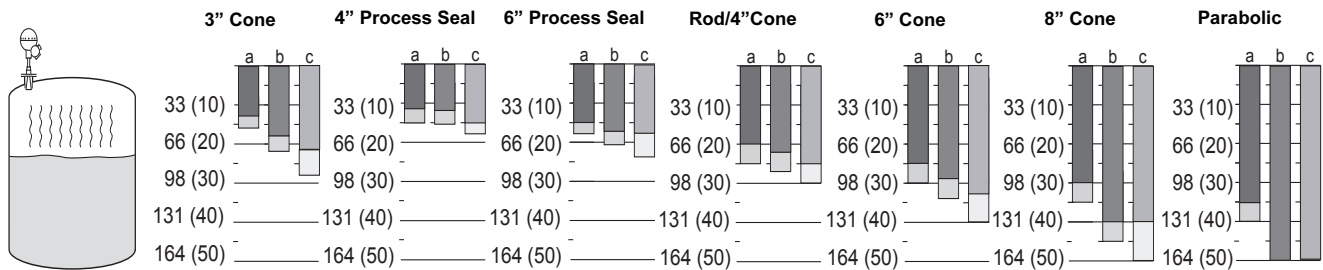 3” Cone
4” Process Seal
6” Process Seal
Rod/4”Cone
6” Cone
8” Cone
Parabolic
a b c
a b c
a b c
a b c
a b c
a b c
a b c
33 (10) 33 (10) 33 (10) 33 (10) 33 (10) 33 (10) 33 (10)
66 (20) 66 (20) 66 (20) 66 (20) 66 (20) 66 (20) 66 (20)
98 (30) 98 (30) 98 (30) 98 (30) 98 (30) 98 (30) 98 (30)
131 (40) 131 (40) 131 (40) 131 (40) 131 (40) 131 (40) 131 (40)
164 (50) 164 (50) 164 (50) 164 (50) 164 (50) 164 (50) 164 (50)